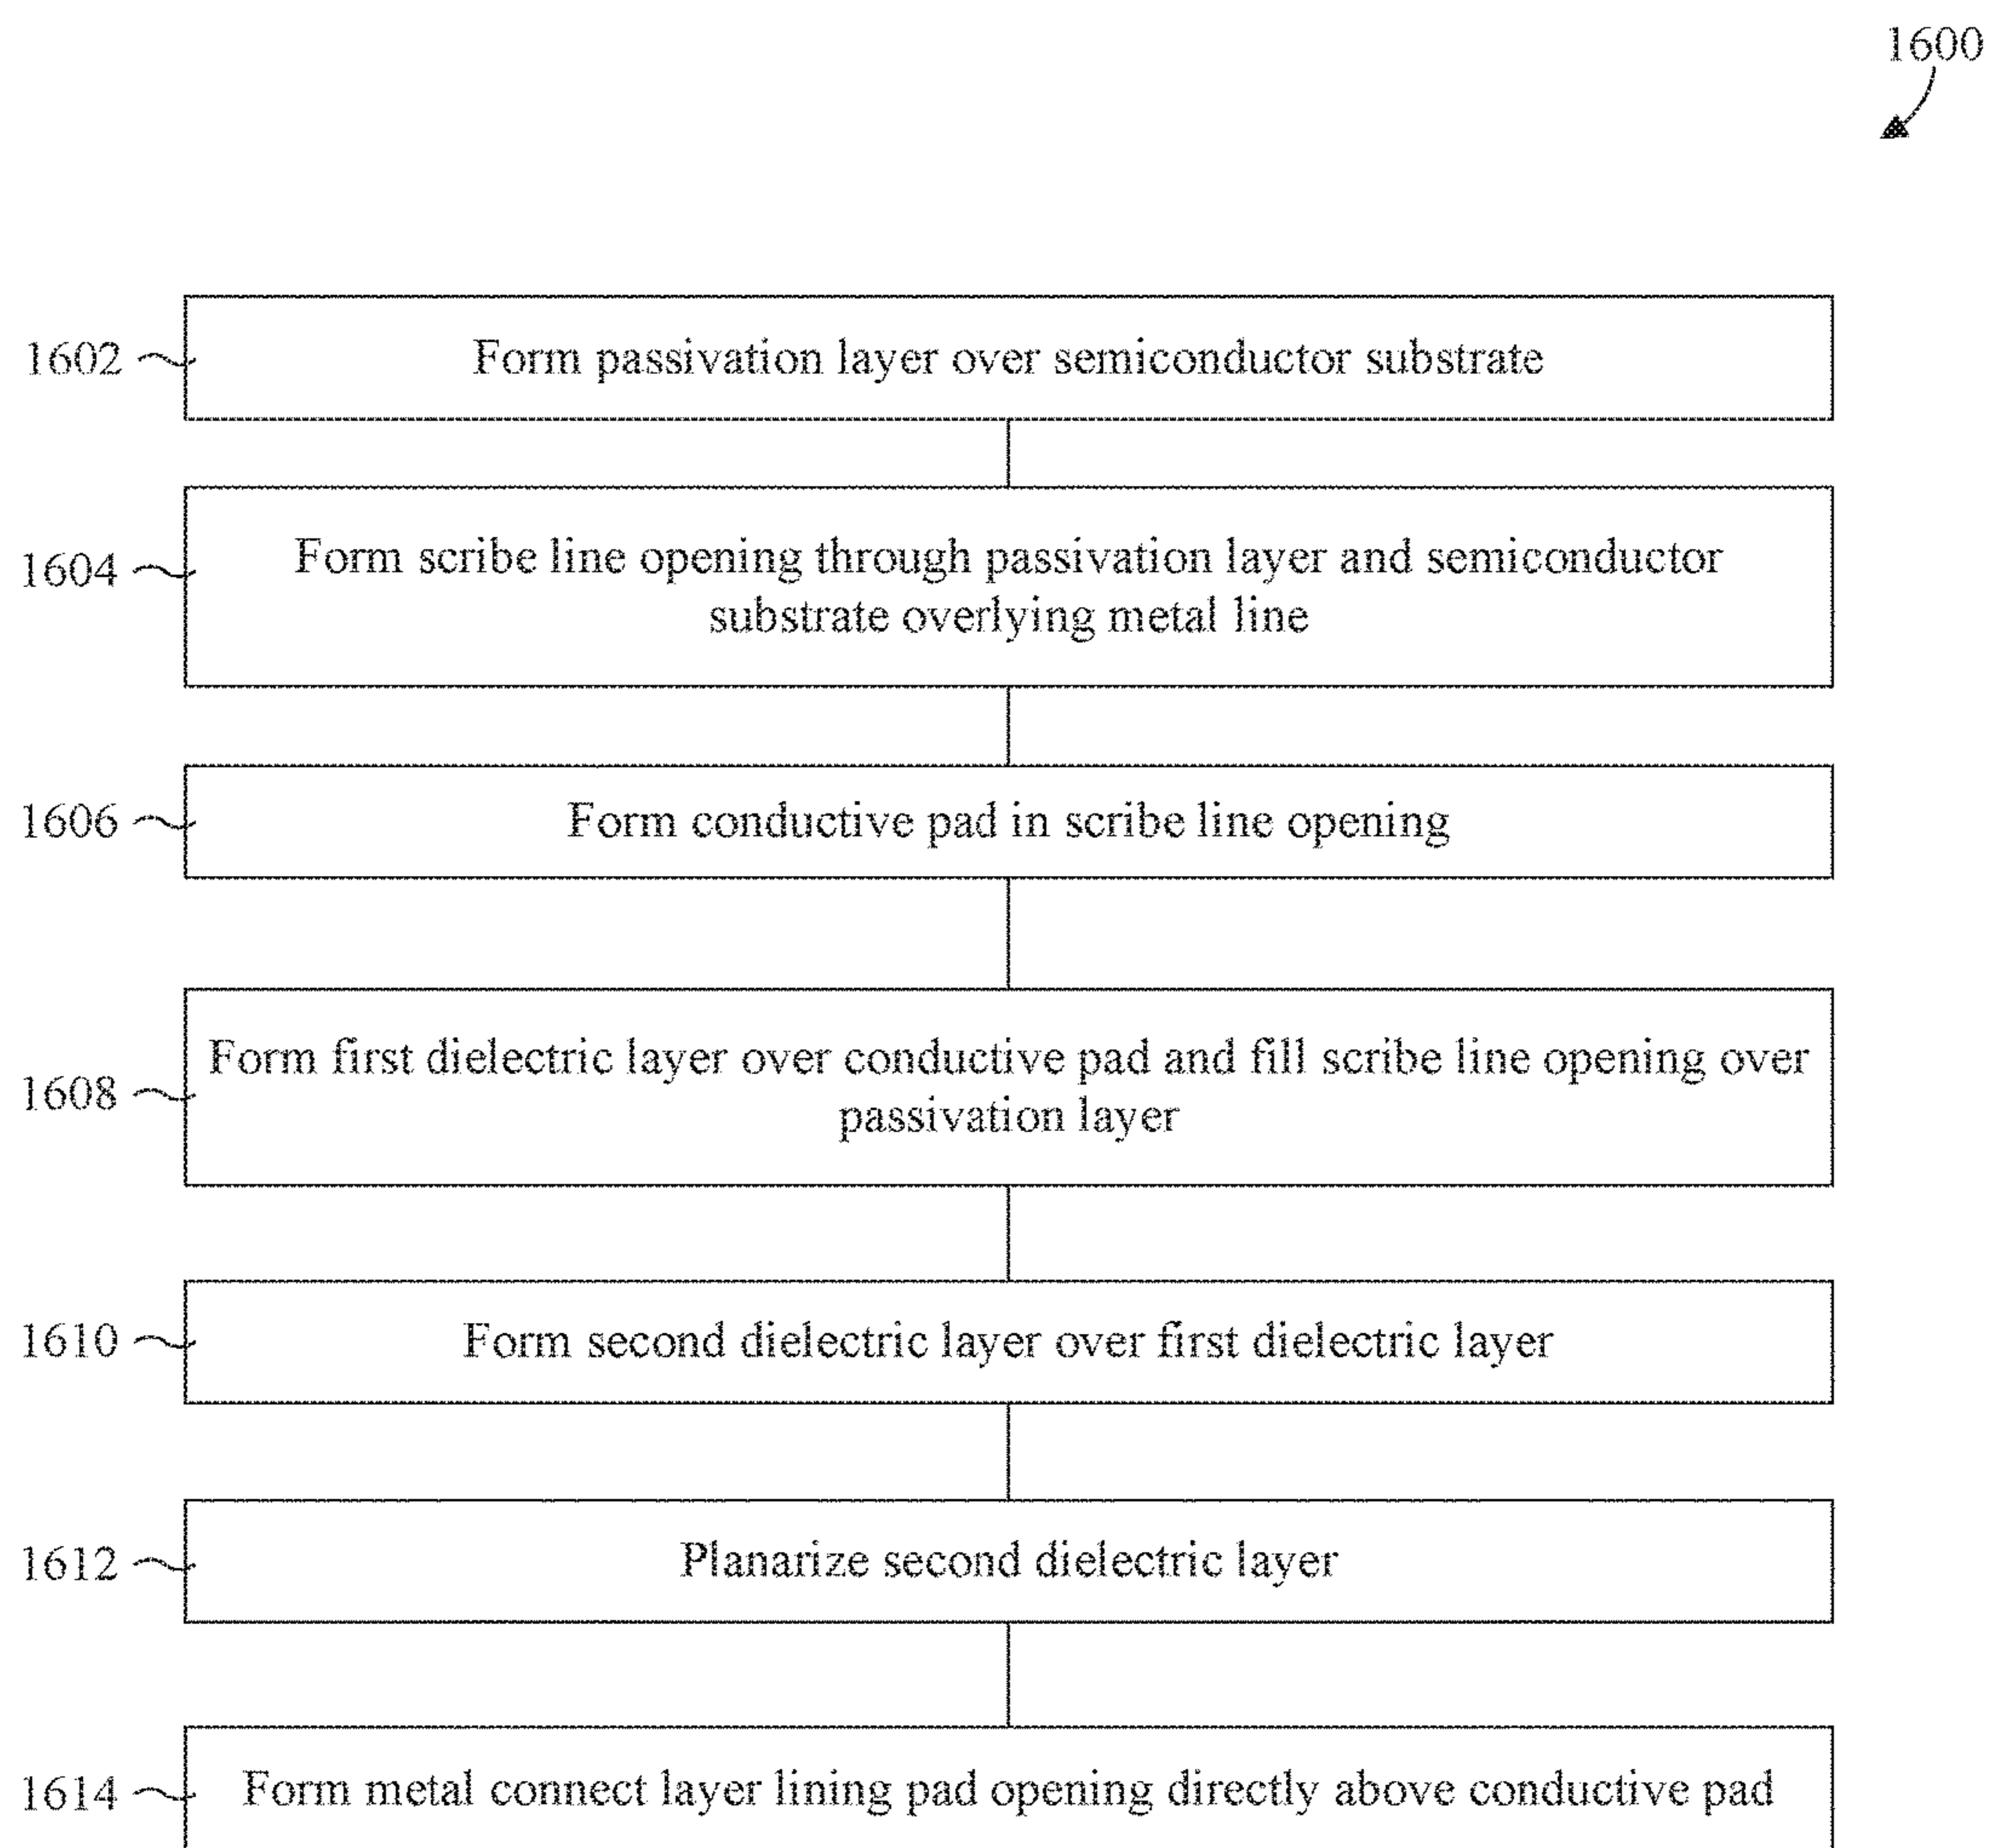 1600
1602 Form passivation layer over semiconductor substrate
1604 Form scribe line opening through passivation layer and semiconductor
substrate overlying metal line
1606 Form conductive pad in scribe line opening
1608 Form first dielectric layer over conductive pad and fill scribe line opening over
passivation layer
1610 Form second dielectric layer over first dielectric layer
1612 Planarize second dielectric layer
1614 Form metal connect layer lining pad opening directly above conductive pad